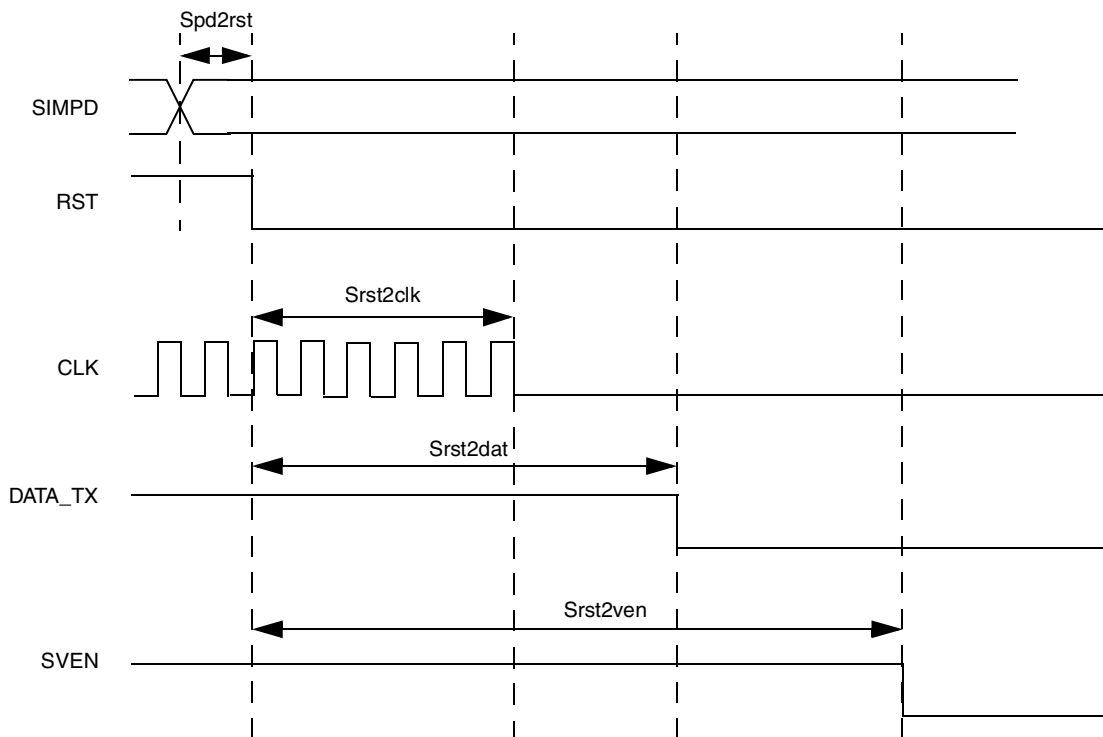 Spd2rst
SIMPD
RST
Srst2clk
CLK
Srst2dat
DATA_TX
Srst2ven
SVEN